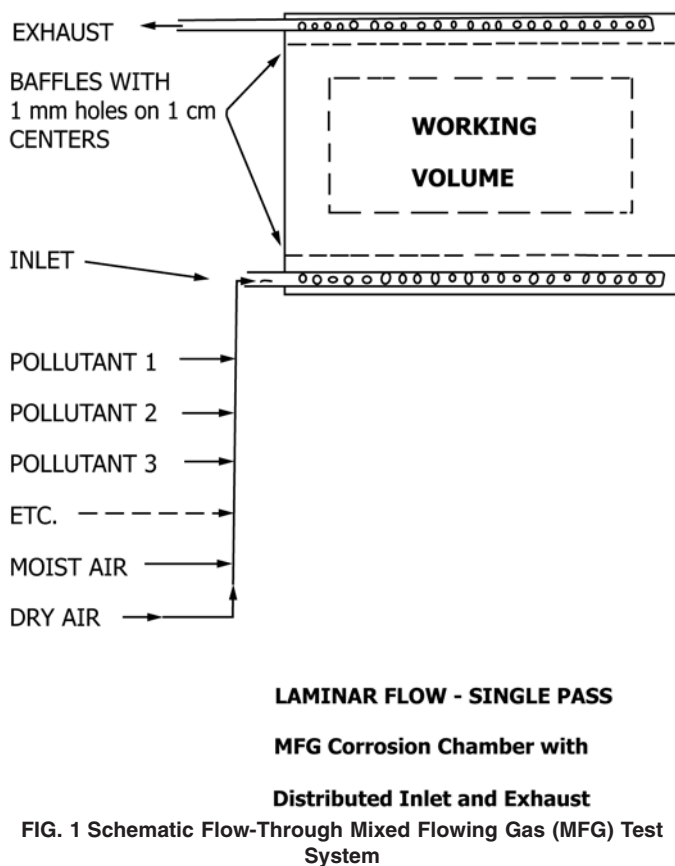 EXHAUST
BAFFLES WITH
1 mm holes on 1 cm
CENTERS
WORKING
VOLUME
INLET
POLLUTANT 1
POLLUTANT 2
POLLUTANT 3
ETC.
MOIST AIR
DRY AIR
LAMINAR FLOW - SINGLE PASS
MFG Corrosion Chamber with
Distributed Inlet and Exhaust
FIG. 1 Schematic Flow-Through Mixed Flowing Gas (MFG) Test
System